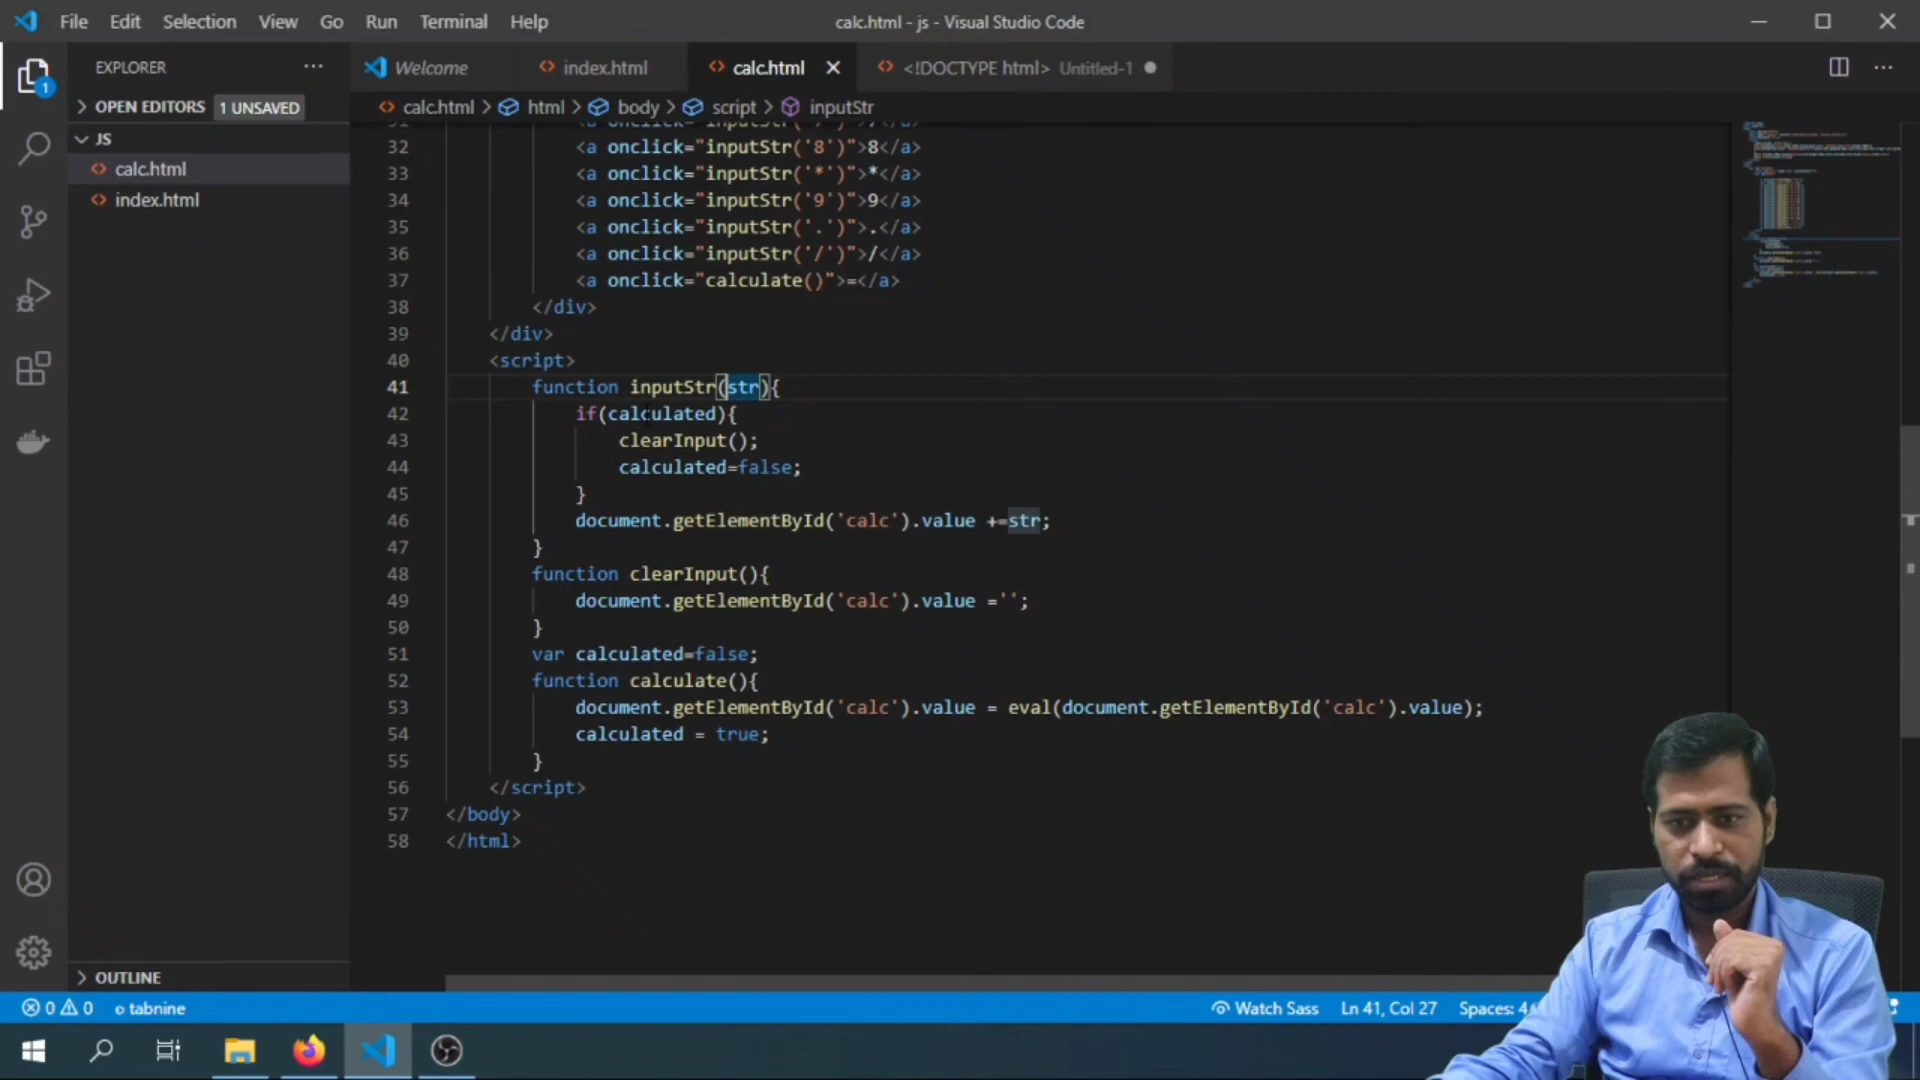 File Edit Selection View Go Run Terminal Help calc.html - js - Visual Studio Code
EXPLORER ··· Welcome index.html calc.html <!DOCTYPE html> Untitled-1 ···
OPEN EDITORS 1 UNSAVED calc.html > html > body > script > inputStr
JS
calc.html
index.html
32 <a onclick="inputStr('8')">8</a>
33 <a onclick="inputStr('*')">*</a>
34 <a onclick="inputStr('9')">9</a>
35 <a onclick="inputStr('.')">.</a>
36 <a onclick="inputStr('/')">/</a>
37 <a onclick="calculate()">=</a>
38 </div>
39 </div>
40 <script>
41 function inputStr(str){
42 if(calculated){
43 clearInput();
44 calculated=false;
45 }
46 document.getElementById('calc').value +=str;
47 }
48 function clearInput(){
49 document.getElementById('calc').value ='';
50 }
51 var calculated=false;
52 function calculate(){
53 document.getElementById('calc').value = eval(document.getElementById('calc').value);
54 calculated = true;
55 }
56 </script>
57 </body>
58 </html>
1
OUTLINE
0 0 tabnine Watch Sass Ln 41, Col 27 Spaces: 4